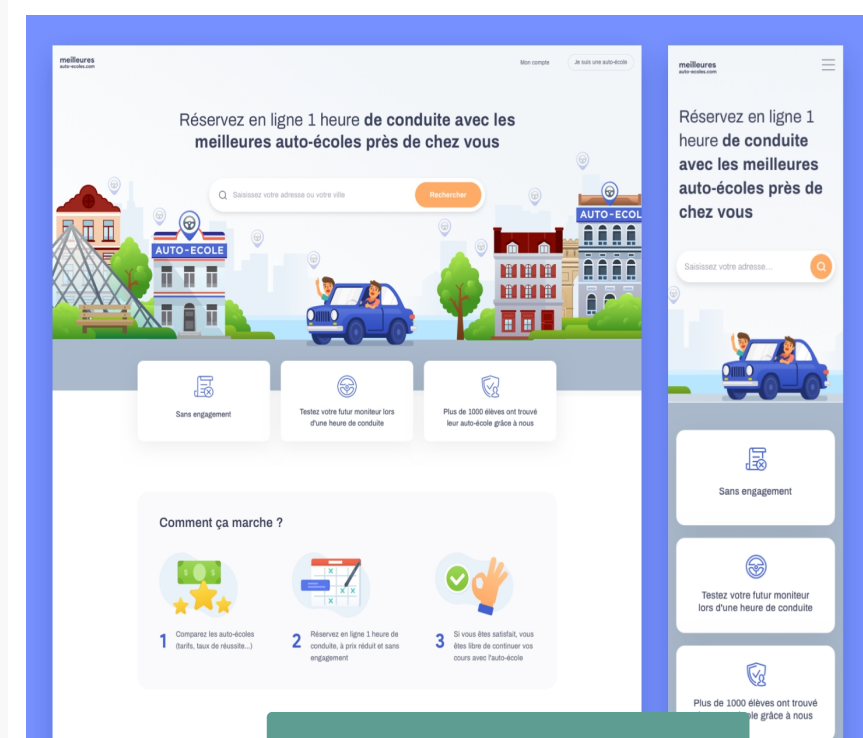 meilleures
auto-ecoles.com
Mon compte
Je suis une auto-école
Réservez en ligne 1 heure de conduite avec les
meilleures auto-écoles près de chez vous
Saisissez votre adresse ou votre ville
Rechercher
AUTO-ECOLE
AUTO-ECOL
Sans engagement
Testez votre futur moniteur lors
d'une heure de conduite
Plus de 1000 élèves ont trouvé
leur auto-école grâce à nous
Comment ça marche ?
1
Comparez les auto-écoles
(tarifs, taux de réussite...)
2
Réservez en ligne 1 heure de
conduite, à prix réduit et sans
engagement
3
Si vous êtes satisfait, vous
êtes libre de continuer vos
cours avec l'auto-école
meilleures
auto-ecoles.com
Réservez en ligne 1
heure de conduite
avec les meilleures
auto-écoles près de
chez vous
Saisissez votre adresse...
Sans engagement
Testez votre futur moniteur
lors d'une heure de conduite
Plus de 1000 élèves ont trouvé
grâce à nous